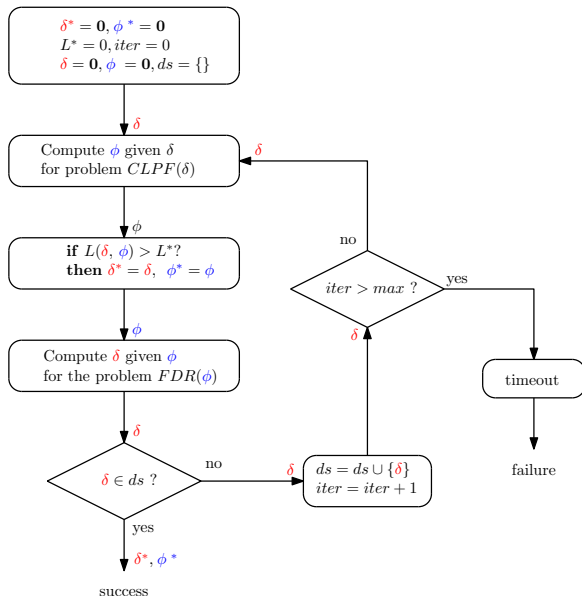 δ* = 0, ϕ * = 0
L* = 0, iter = 0
δ = 0, ϕ = 0, ds = {}
δ
Compute ϕ given δ
for problem CLPF(δ)
δ
ϕ
if L(δ, ϕ) > L*?
then δ* = δ, ϕ* = ϕ
no
iter > max ?
yes
ϕ
δ
Compute δ given ϕ
for the problem FDR(ϕ)
timeout
δ
δ ∈ ds ?
no
δ
ds = ds ∪ {δ}
iter = iter + 1
failure
yes
δ*, ϕ *
success